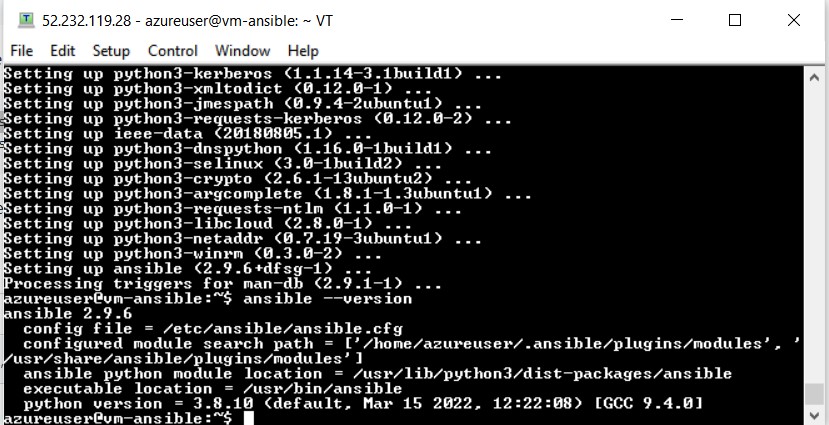 52.232.119.28 - azureuser@vm-ansible: ~ VT
File Edit Setup Control Window Help
Setting up python3-kerberos (1.1.14-3.1build1) ...
Setting up python3-xmltodict (0.12.0-1) ...
Setting up python3-jmespath (0.9.4-2ubuntu1) ...
Setting up python3-requests-kerberos (0.12.0-2) ...
Setting up ieee-data (20180805.1) ...
Setting up python3-dnspython (1.16.0-1build1) ...
Setting up python3-selinux (3.0-1build2) ...
Setting up python3-crypto (2.6.1-13ubuntu2) ...
Setting up python3-argcomplete (1.8.1-1.3ubuntu1) ...
Setting up python3-requests-ntlm (1.1.0-1) ...
Setting up python3-libcloud (2.8.0-1) ...
Setting up python3-netaddr (0.7.19-3ubuntu1) ...
Setting up python3-winrm (0.3.0-2) ...
Setting up ansible (2.9.6+dfsg-1) ...
Processing triggers for man-db (2.9.1-1) ...
azureuser@vm-ansible:~$ ansible --version
ansible 2.9.6
  config file = /etc/ansible/ansible.cfg
  configured module search path = ['/home/azureuser/.ansible/plugins/modules', '
/usr/share/ansible/plugins/modules']
  ansible python module location = /usr/lib/python3/dist-packages/ansible
  executable location = /usr/bin/ansible
  python version = 3.8.10 (default, Mar 15 2022, 12:22:08) [GCC 9.4.0]
azureuser@vm-ansible:~$